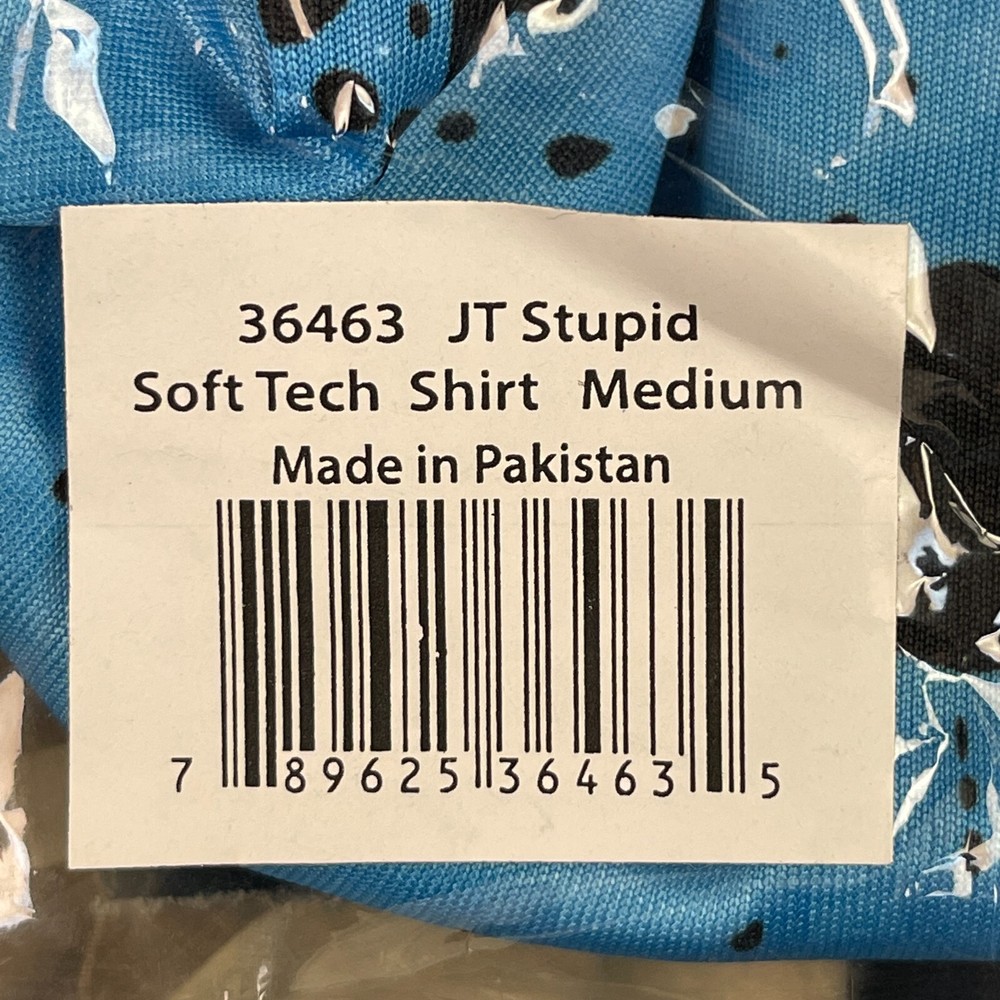 36463 JT Stupid
Soft Tech Shirt Medium
Made in Pakistan
7 89625 36463 5